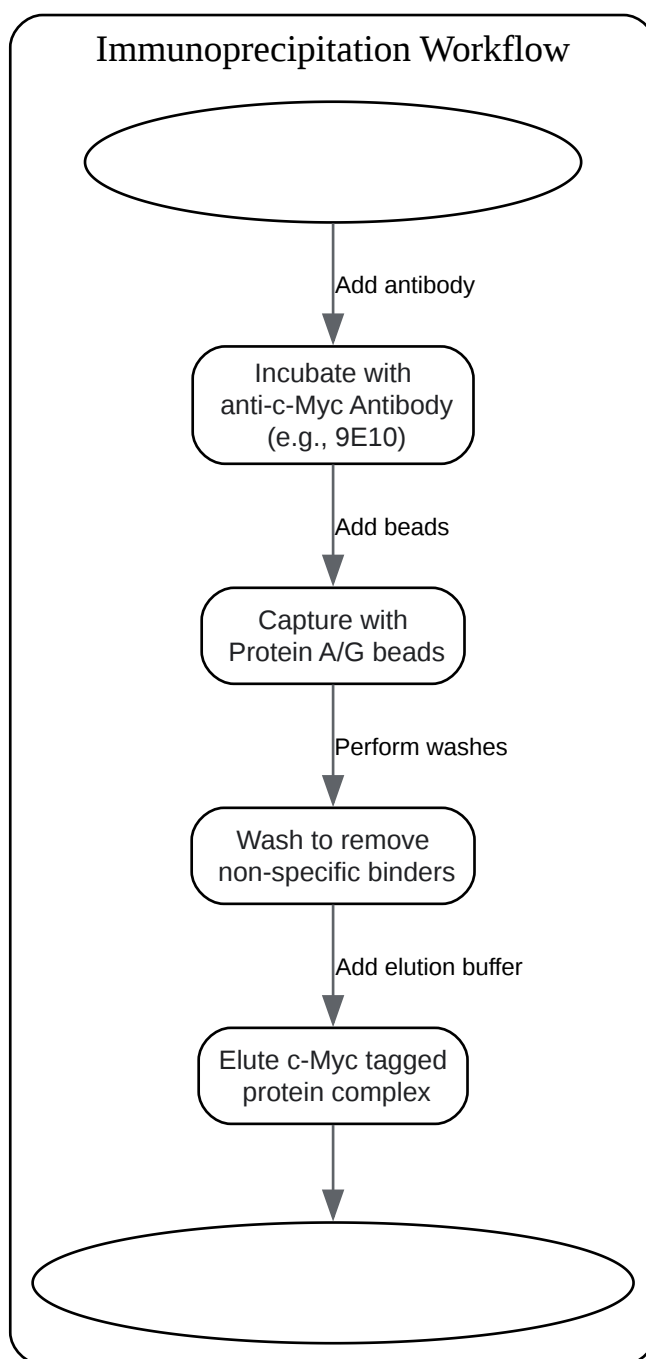 Immunoprecipitation Workflow
Add antibody
Incubate with
anti-c-Myc Antibody
(e.g., 9E10)
Add beads
Capture with
Protein A/G beads
Perform washes
Wash to remove
non-specific binders
Add elution buffer
Elute c-Myc tagged
protein complex